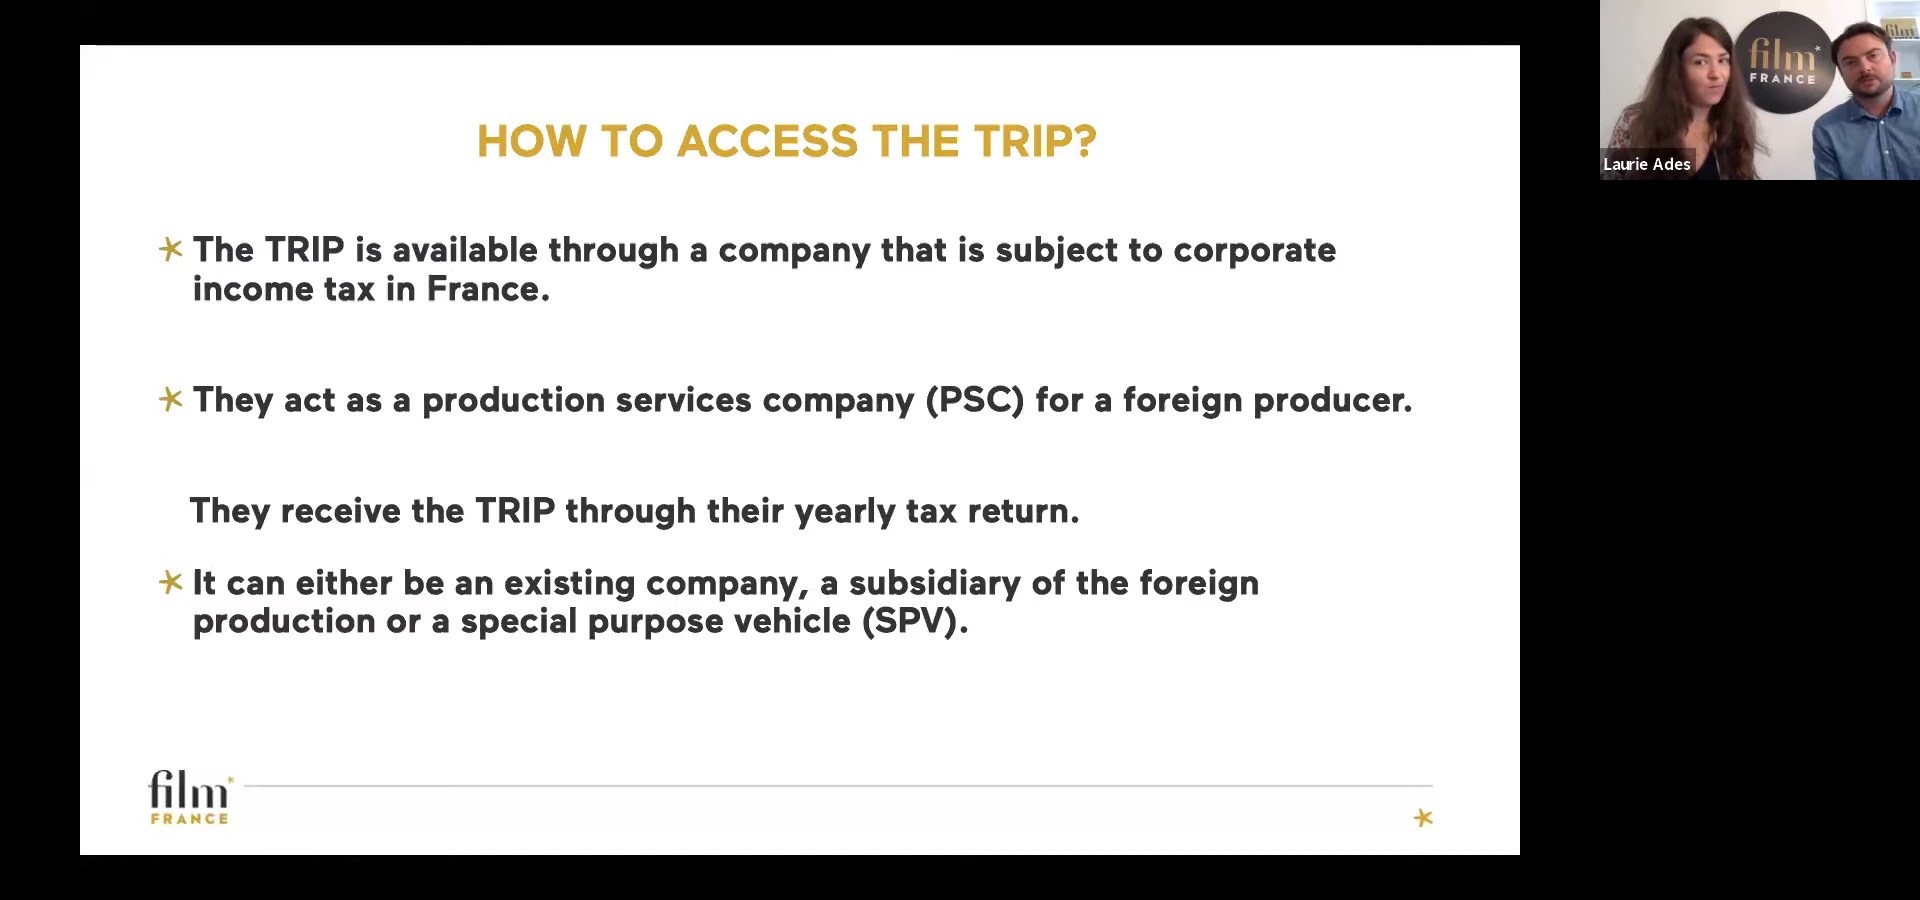 HOW TO ACCESS THE TRIP?
The TRIP is available through a company that is subject to corporate
income tax in France.
They act as a production services company (PSC) for a foreign producer.
They receive the TRIP through their yearly tax return.
It can either be an existing company, a subsidiary of the foreign
production or a special purpose vehicle (SPV).
film
FRANCE
film
FRANCE
film
Laurie Ades